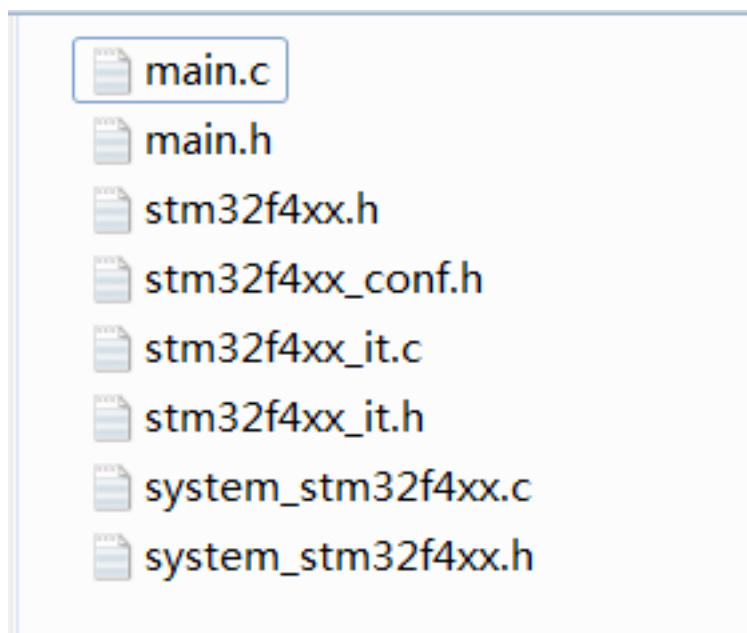 main.c
main.h
stm32f4xx.h
stm32f4xx_conf.h
stm32f4xx_it.c
stm32f4xx_it.h
system_stm32f4xx.c
system_stm32f4xx.h